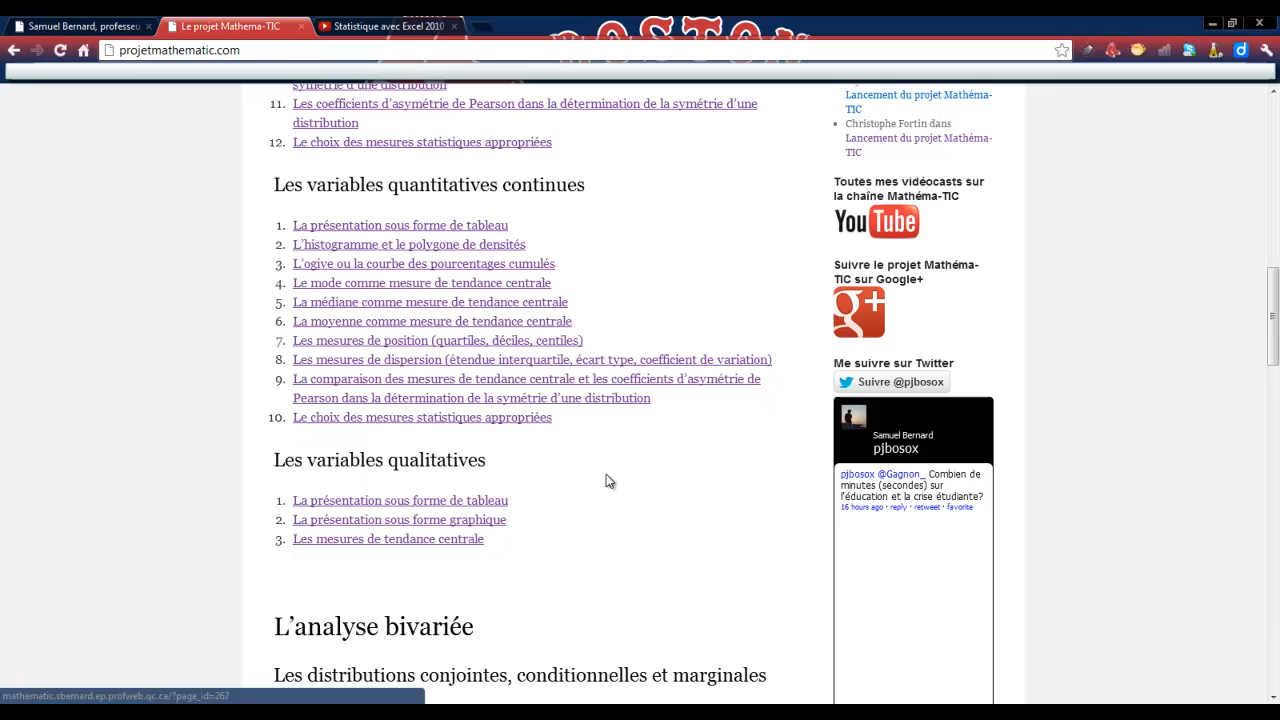 Samuel Bernard, professeu
Le projet Mathema-TIC
Statistique avec Excel 2010
projetmathematic.com
symétrie d'une distribution
11. Les coefficients d'asymétrie de Pearson dans la détermination de la symétrie d'une
distribution
12. Le choix des mesures statistiques appropriées
Les variables quantitatives continues
1. La présentation sous forme de tableau
2. L'histogramme et le polygone de densités
3. L'ogive ou la courbe des pourcentages cumulés
4. Le mode comme mesure de tendance centrale
5. La médiane comme mesure de tendance centrale
6. La moyenne comme mesure de tendance centrale
7. Les mesures de position (quartiles, déciles, centiles)
8. Les mesures de dispersion (étendue interquartile, écart type, coefficient de variation)
9. La comparaison des mesures de tendance centrale et les coefficients d'asymétrie de
Pearson dans la détermination de la symétrie d'une distribution
10. Le choix des mesures statistiques appropriées
Les variables qualitatives
1. La présentation sous forme de tableau
2. La présentation sous forme graphique
3. Les mesures de tendance centrale
L'analyse bivariée
Les distributions conjointes, conditionnelles et marginales
Lancement du projet Mathéma-
TIC
Christophe Fortin dans
Lancement du projet Mathéma-
TIC
Toutes mes vidéocasts sur
la chaîne Mathéma-TIC
YouTube
Suivre le projet Mathéma-
TIC sur Google+
g+
Me suivre sur Twitter
Suivre @pjbosox
Samuel Bernard
pjbosox
pjbosox @Gagnon_ Combien de
minutes (secondes) sur
l'éducation et la crise étudiante?
16 hours ago · reply · retweet · favorite
mathematic.sbernard.ep.profweb.qc.ca/?page_id=267